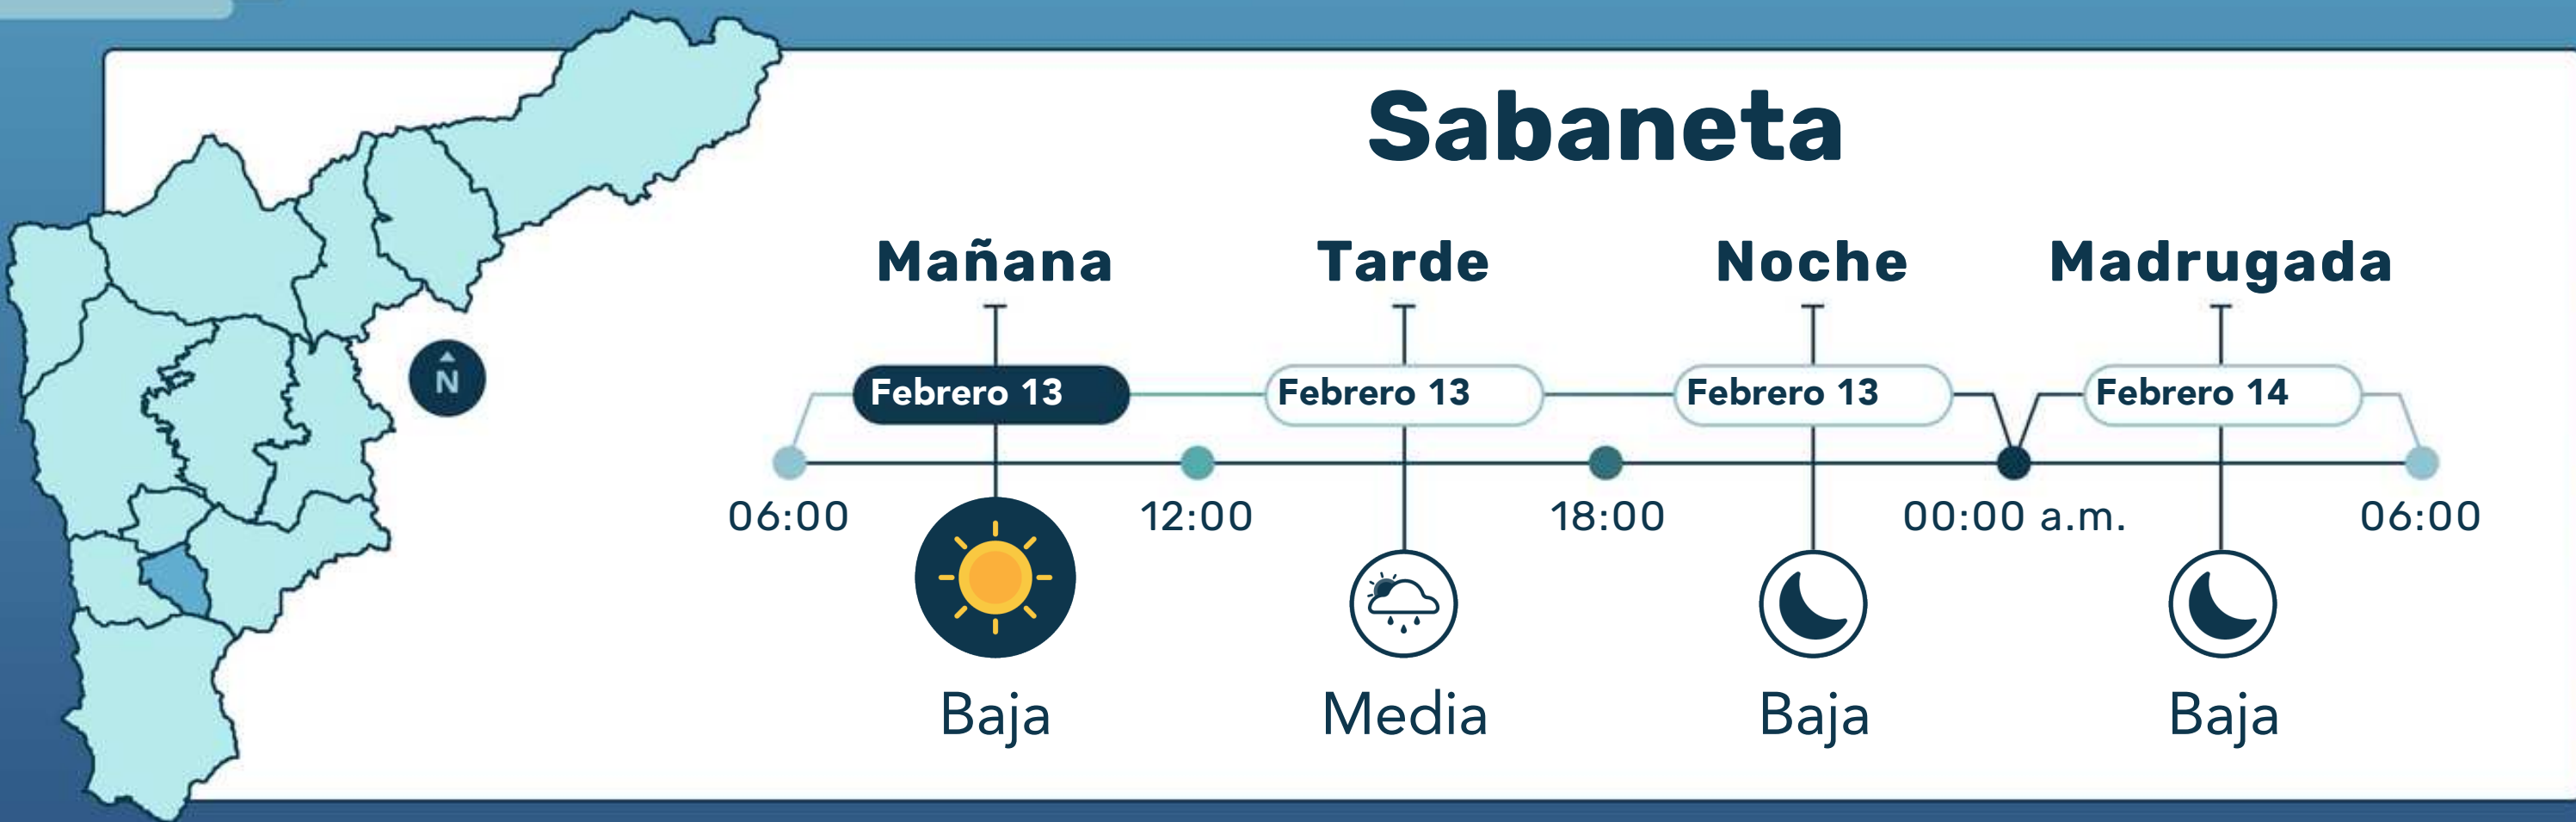 Sabaneta
Mañana Tarde Noche Madrugada
Febrero 13 Febrero 13 Febrero 13 Febrero 14
N
06:00 12:00 18:00 00:00 a.m. 06:00
Baja Media Baja Baja